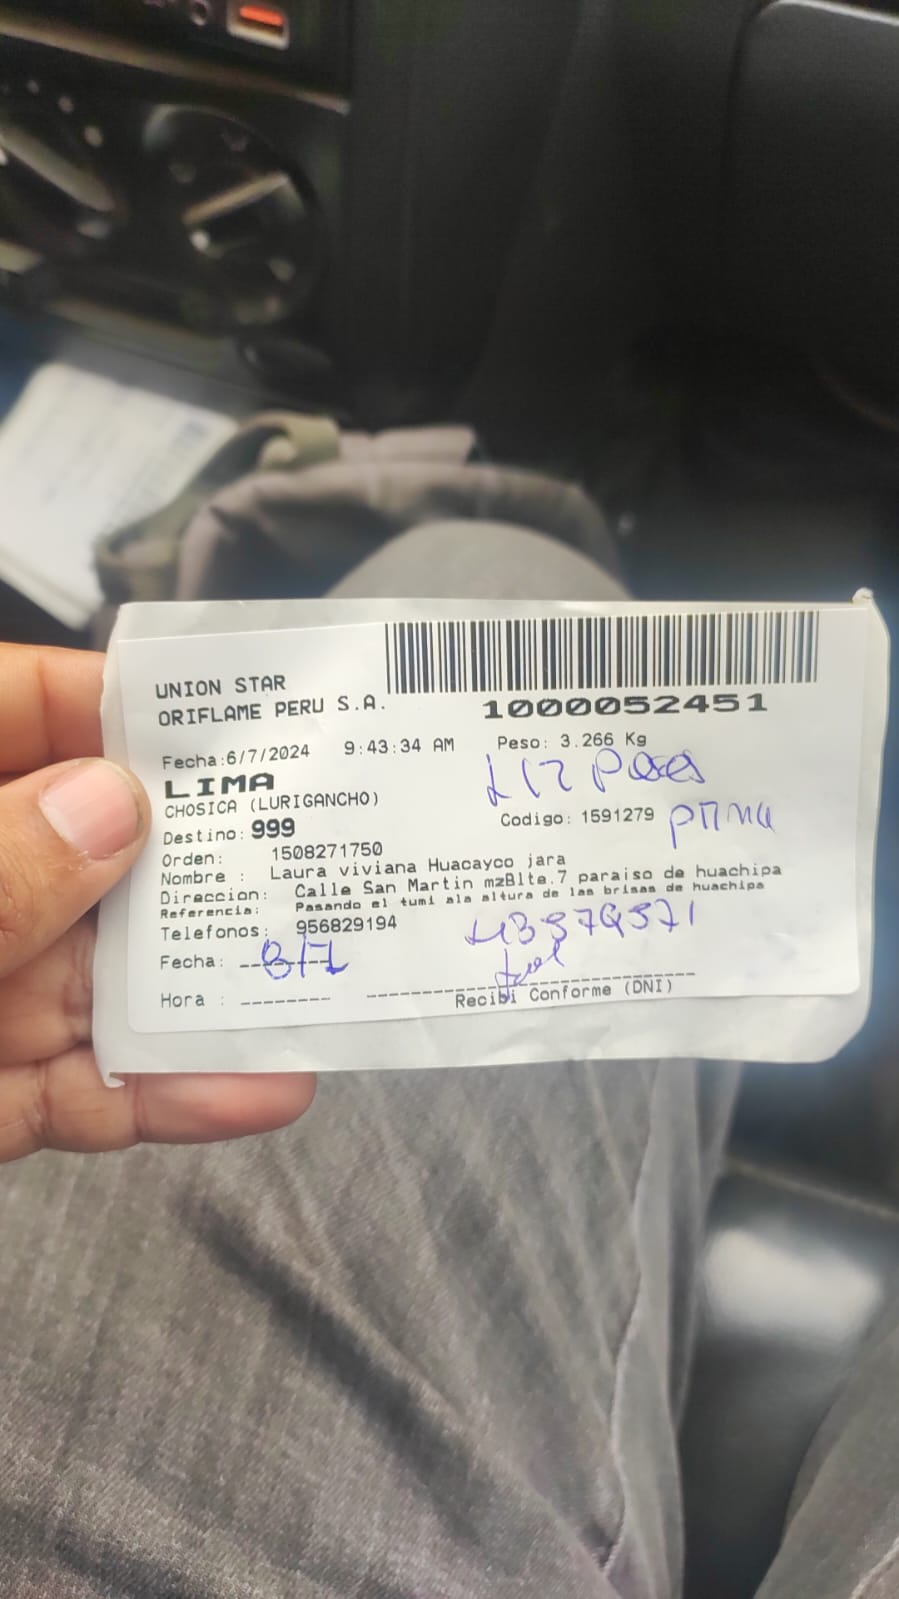 UNION STAR
ORIFLAME PERU S.A.
1000052451
Fecha:6/7/2024 9:43:34 AM Peso: 3.266 Kg
LIMA
CHOSICA (LURIGANCHO)
Destino: 999 Codigo: 1591279
Orden: 1508271750
Nombre : Laura viviana Huacayco jara
Direccion: Calle San Martin mzBlte.7 paraiso de huachipa
Referencia: Pasando el tumi ala altura de las brisas de huachipa
Telefonos: 956829194
Fecha: 8/7
Hora :
Recibi Conforme (DNI)